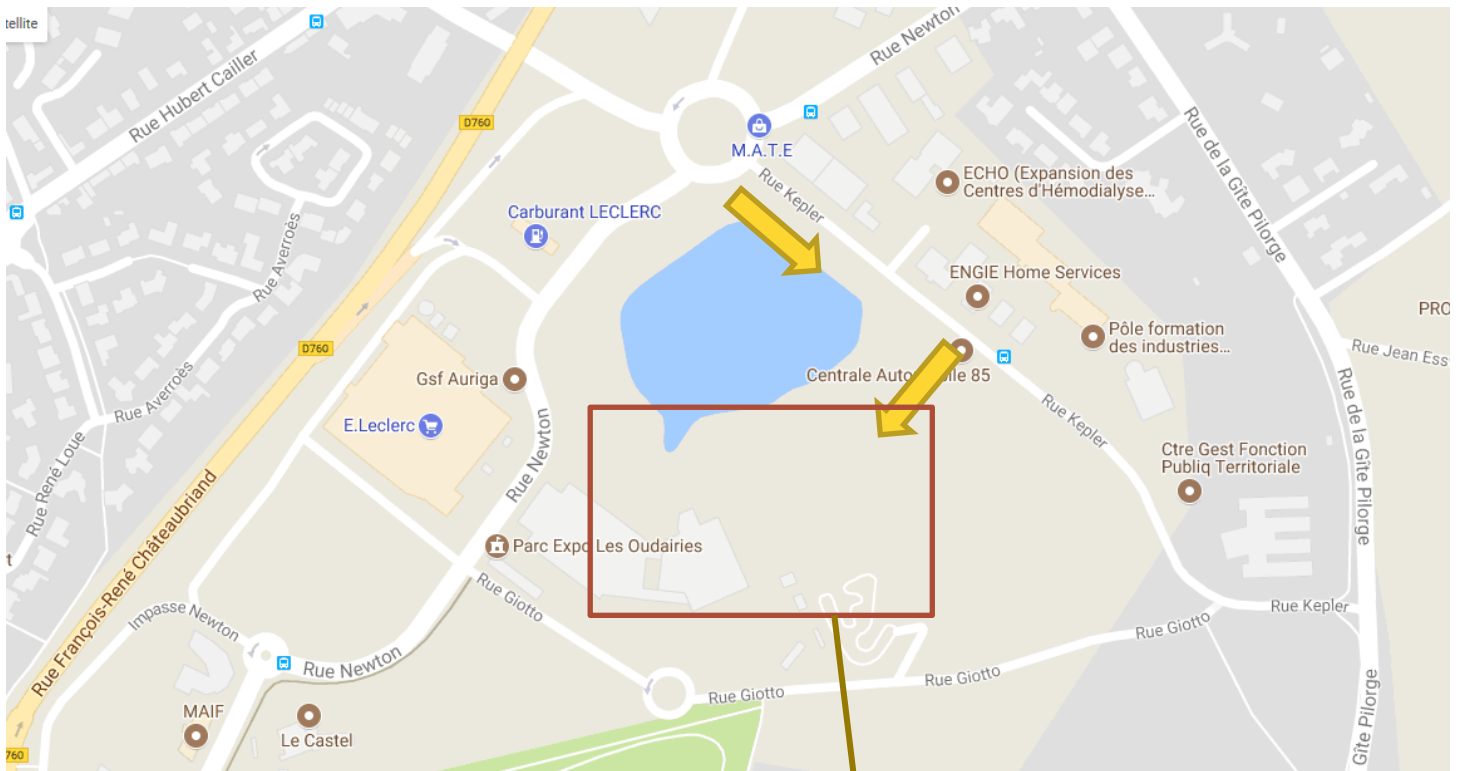 tellite
Rue Hubert Cailler
Rue Newton
D760
M.A.T.E
Rue Kepler
ECHO (Expansion des
Centres d'Hémodialyse...
Rue de la Gîte Pilorge
Carburant LECLERC
Rue Averroès
ENGIE Home Services
PRO
Pôle formation
des industries...
Rue Jean Ess
D760
Gsf Auriga
Centrale Auto
ile 85
Rue Averroès
E.Leclerc
Rue Newton
Rue Kepler
Rue de la Gîte Pilorge
Rue René Loue
Ctre Gest Fonction
Publiq Territoriale
Rue François-René Châteaubriand
t
Parc Expo Les Oudairies
Rue Giotto
Impasse Newton
Rue Kepler
Rue Giotto
Rue Newton
Rue Giotto
Rue Giotto
Gîte Pilorge
MAIF
Le Castel
760